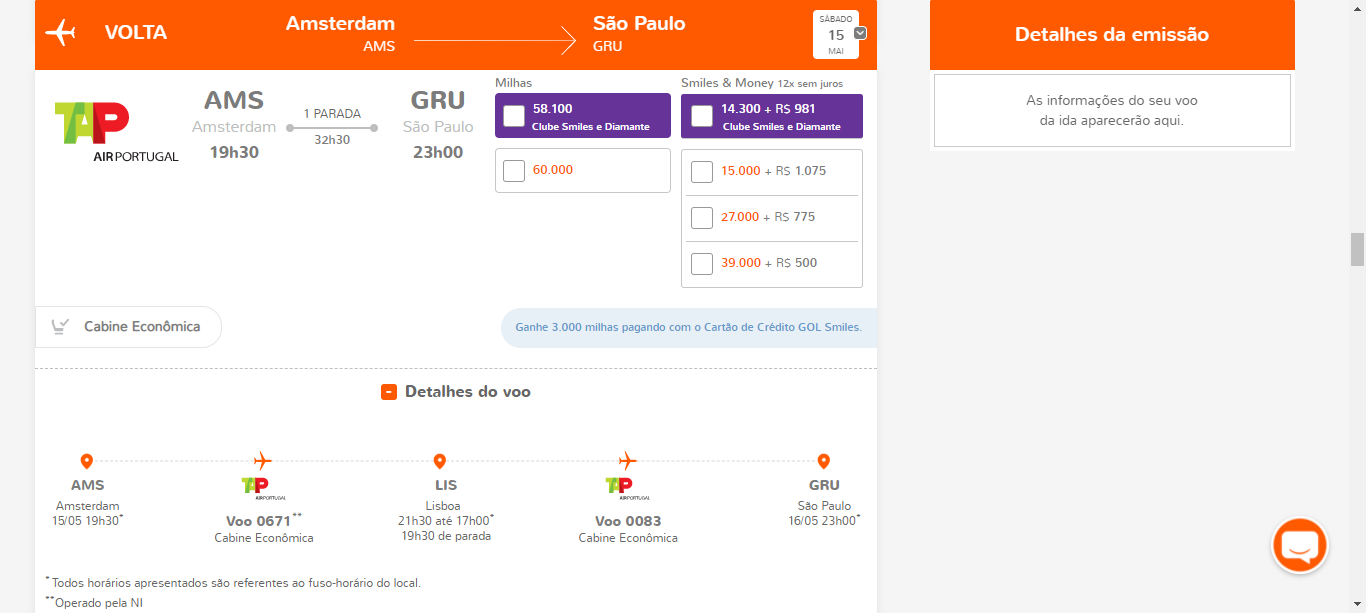 VOLTA
Amsterdam
AMS
São Paulo
GRU
SÁBADO
15
MAI
Detalhes da emissão
As informações do seu voo
da ida aparecerão aqui.
TAP
AIRPORTUGAL
AMS
Amsterdam
19h30
1 PARADA
32h30
GRU
São Paulo
23h00
Milhas
58.100
Clube Smiles e Diamante
60.000
Smiles & Money 12x sem juros
14.300 + R$ 981
Clube Smiles e Diamante
15.000 + R$ 1.075
27.000 + R$ 775
39.000 + R$ 500
Cabine Econômica
Ganhe 3.000 milhas pagando com o Cartão de Crédito GOL Smiles.
Detalhes do voo
AMS
Amsterdam
15/05 19h30*
TAP
AIRPORTUGAL
Voo 0671**
Cabine Econômica
LIS
Lisboa
21h30 até 17h00*
19h30 de parada
TAP
AIRPORTUGAL
Voo 0083
Cabine Econômica
GRU
São Paulo
16/05 23h00*
*Todos horários apresentados são referentes ao fuso-horário do local.
**Operado pela NI